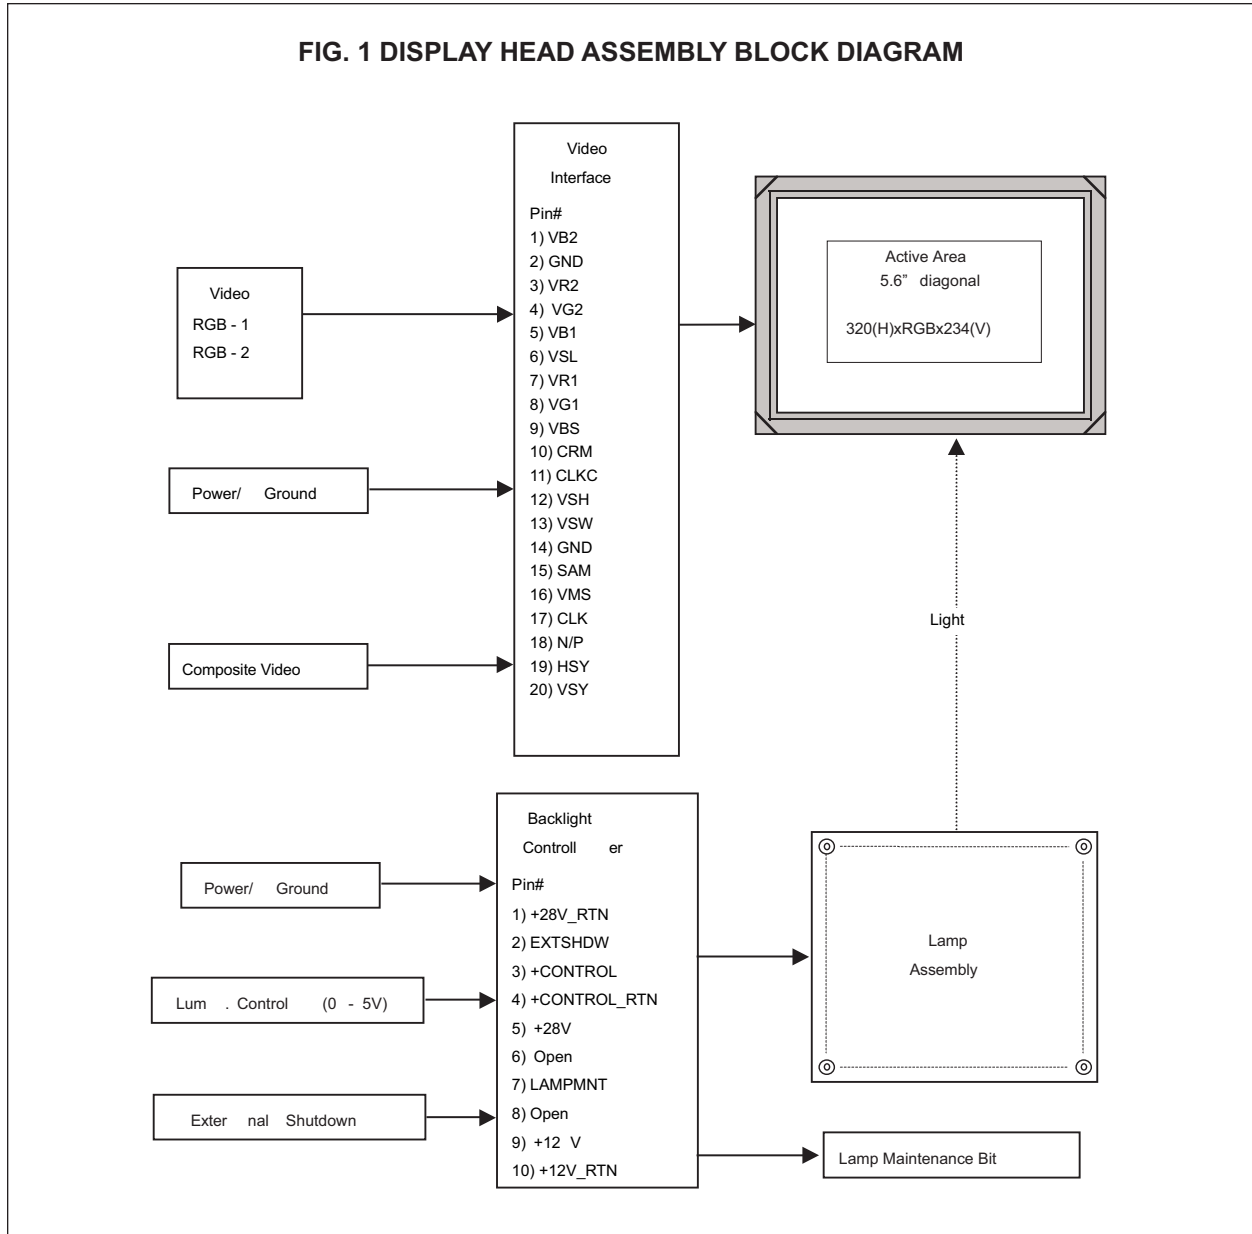 FIG. 1 DISPLAY HEAD ASSEMBLY BLOCK DIAGRAM
Video
Interface
Pin#
1) VB2
2) GND
3) VR2
4) VG2
5) VB1
6) VSL
7) VR1
8) VG1
9) VBS
10) CRM
11) CLKC
12) VSH
13) VSW
14) GND
15) SAM
16) VMS
17) CLK
18) N/P
19) HSY
20) VSY
Video
RGB - 1
RGB - 2
Power/ Ground
Composite Video
Active Area
5.6" diagonal
320(H)xRGBx234(V)
Light
Backlight
Controll er
Pin#
1) +28V_RTN
2) EXTSHDW
3) +CONTROL
4) +CONTROL_RTN
5) +28V
6) Open
7) LAMPMNT
8) Open
9) +12 V
10) +12V_RTN
Power/ Ground
Lum . Control (0 - 5V)
Exter nal Shutdown
Lamp
Assembly
Lamp Maintenance Bit